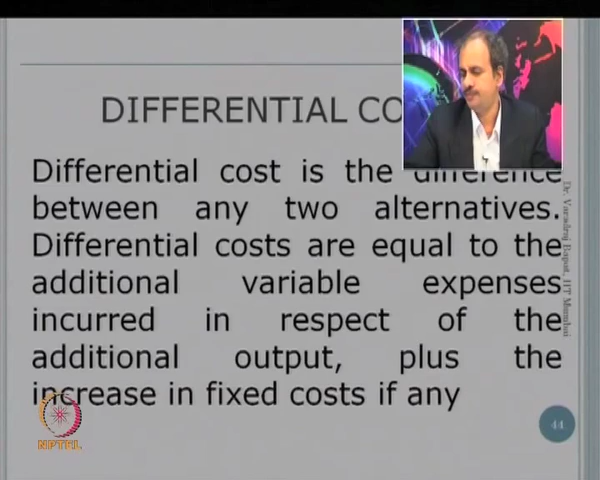 DIFFERENTIAL CO
Differential cost is the difference
between any two alternatives.
Differential costs are equal to the
additional variable expenses
incurred in respect of the
additional output, plus the
increase in fixed costs if any
Dr. Varadraj Bapat, IIT Mumbai
NPTEL
44